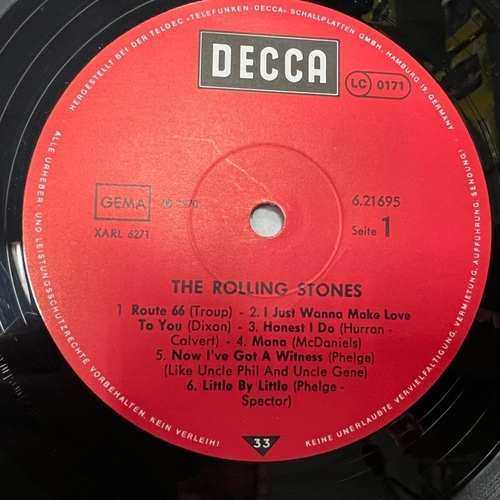 HERGESTELLT BEI DER TELDEC »TELEFUNKEN-DECCA« SCHALLPLATTEN GMBH, HAMBURG 19, GERMANY
DECCA
LC 0171
GEMA
1970
6.21695
XARL 6271
Seite 1
THE ROLLING STONES
1 Route 66 (Troup) - 2. I Just Wanna Make Love
To You (Dixon) - 3. Honest I Do (Hurran -
Calvert) - 4. Mona (McDaniels)
5. Now I've Got A Witness (Phelge)
(Like Uncle Phil And Uncle Gene)
6. Little By Little (Phelge -
Spector)
33
ALLE URHEBER- UND LEISTUNGSSCHUTZRECHTE VORBEHALTEN. KEIN VERLEIH!
KEINE UNERLAUBTE VERVIELFÄLTIGUNG, VERMIETUNG, AUFFÜHRUNG, SENDUNG!